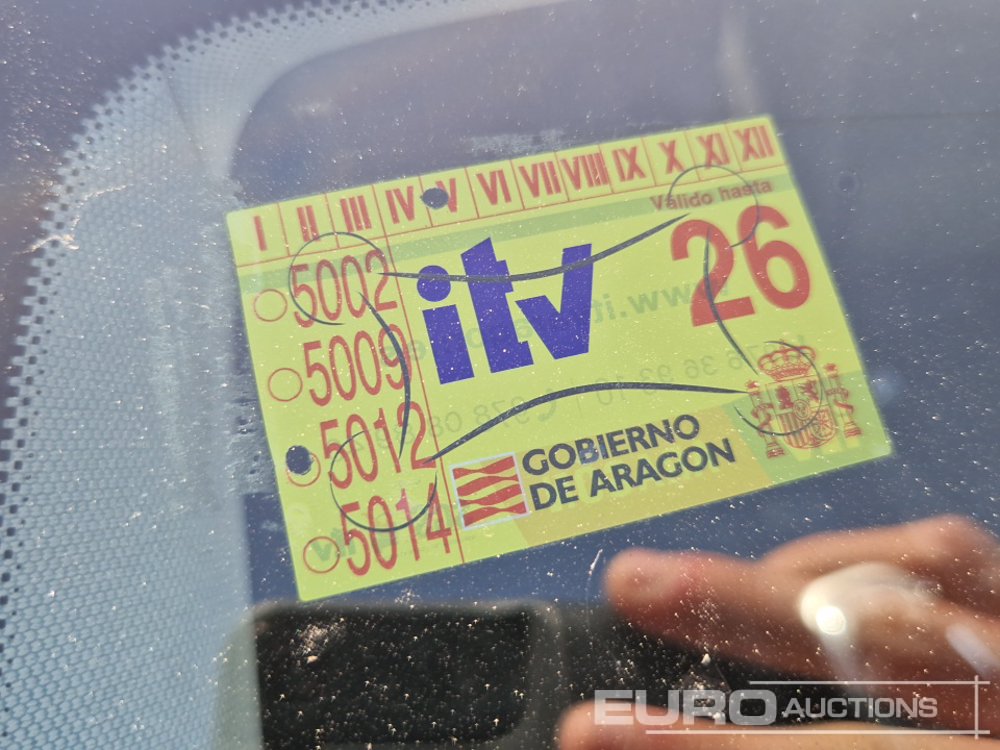 I II III IV V VI VII VIII IX X XI XII
Válido hasta
26
itv
5002
5009
5012
5014
GOBIERNO
DE ARAGON
EURO AUCTIONS